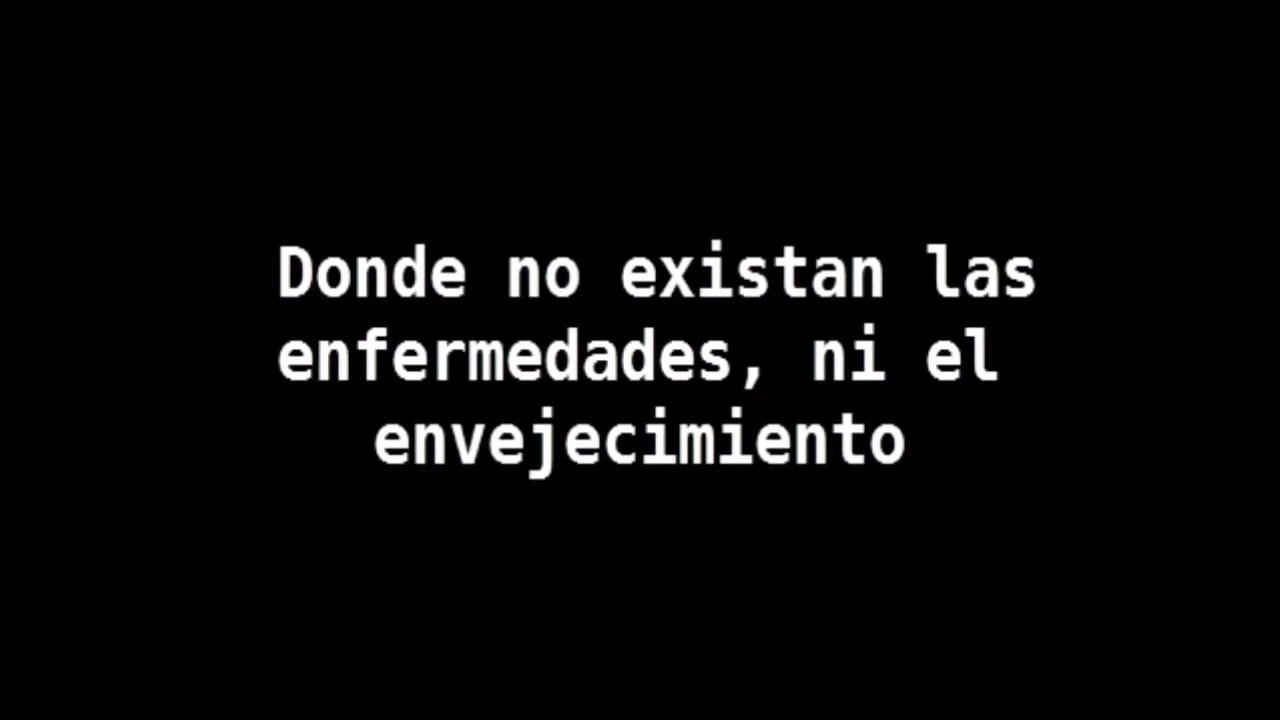 Donde no existan las
enfermedades, ni el
envejecimiento